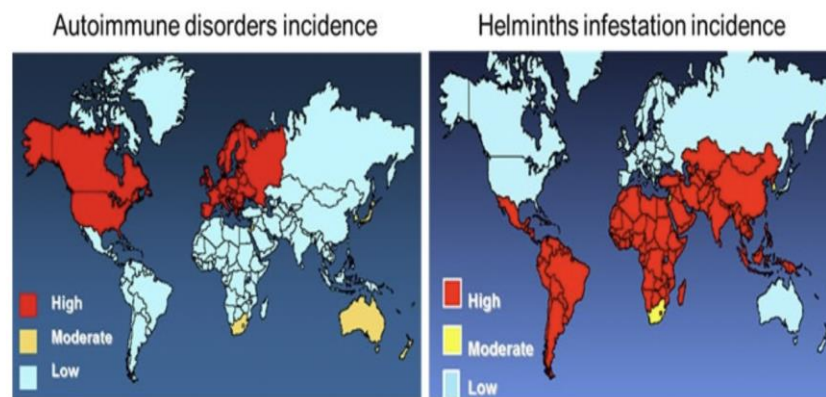 Autoimmune disorders incidence
Helminths infestation incidence
High
Moderate
Low
High
Moderate
Low